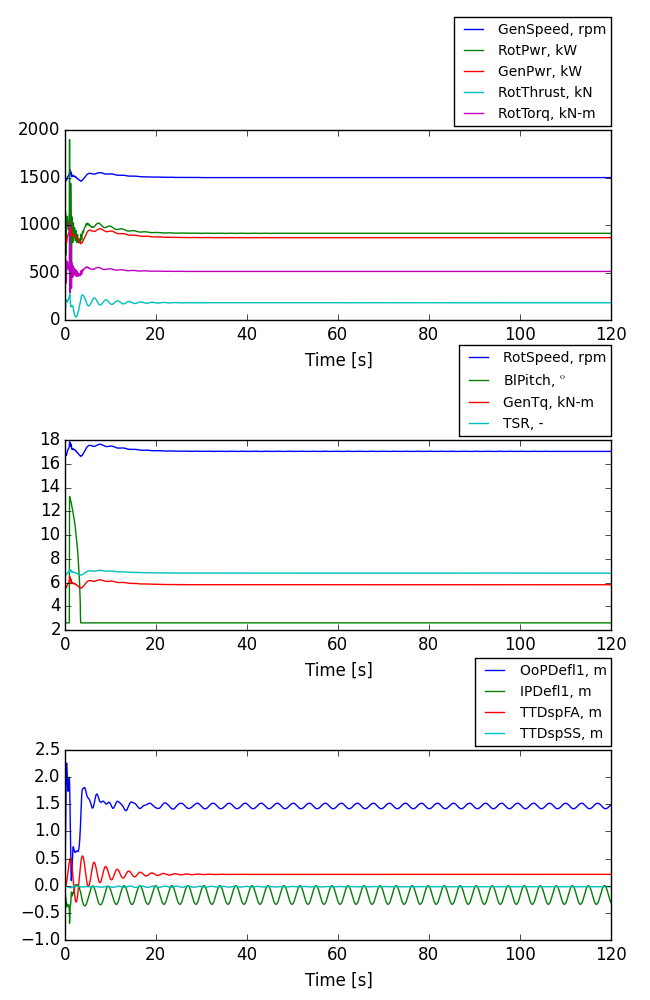 GenSpeed, rpm
RotPwr, kW
GenPwr, kW
RotThrust, kN
RotTorq, kN-m
2000
1500
1000
500
0
0 20 40 60 80 100 120
Time [s]
RotSpeed, rpm
BlPitch, °
GenTq, kN-m
TSR, -
18
16
14
12
10
8
6
4
2
0 20 40 60 80 100 120
Time [s]
OoPDefl1, m
IPDefl1, m
TTDspFA, m
TTDspSS, m
2.5
2.0
1.5
1.0
0.5
0.0
−0.5
−1.0
0 20 40 60 80 100 120
Time [s]